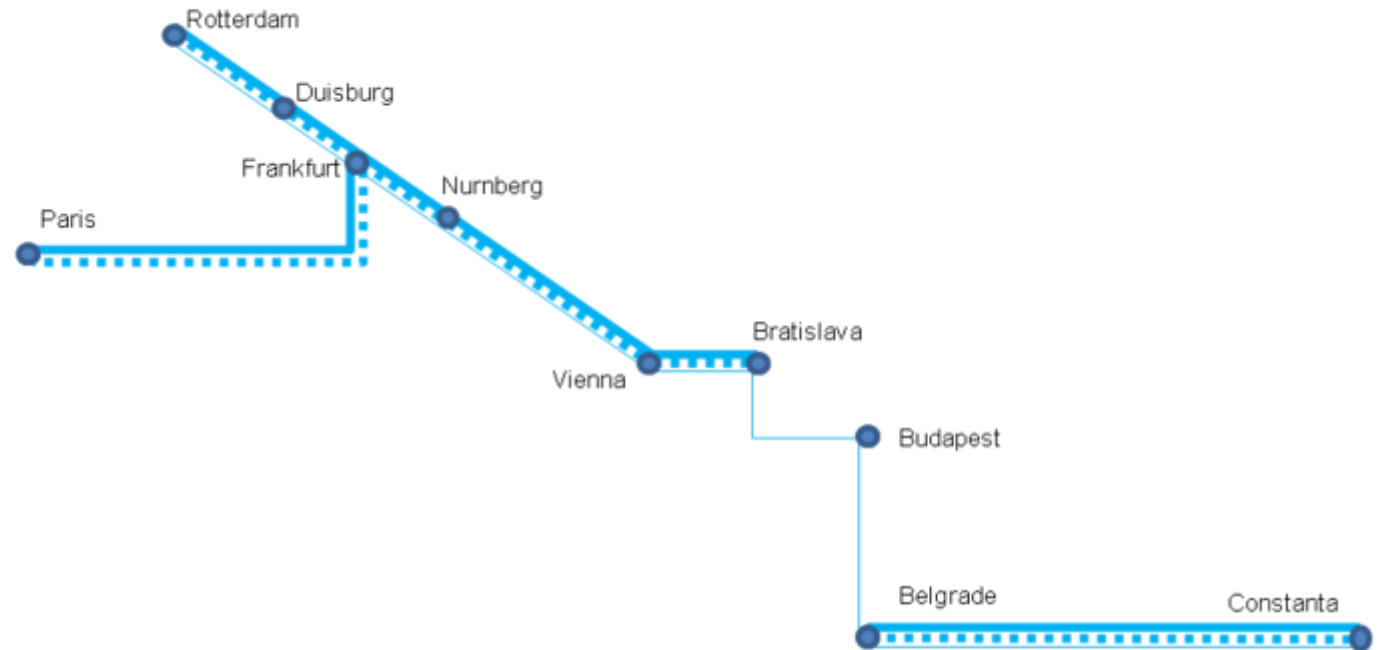 Rotterdam
Duisburg
Frankfurt
Nurnberg
Paris
Bratislava
Vienna
Budapest
Belgrade
Constanta